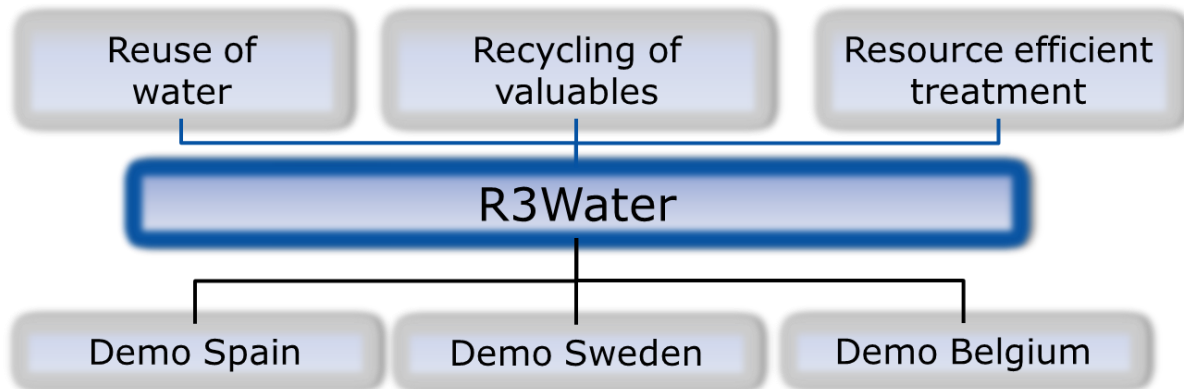 Reuse of
water
Recycling of
valuables
Resource efficient
treatment
R3Water
Demo Spain
Demo Sweden
Demo Belgium